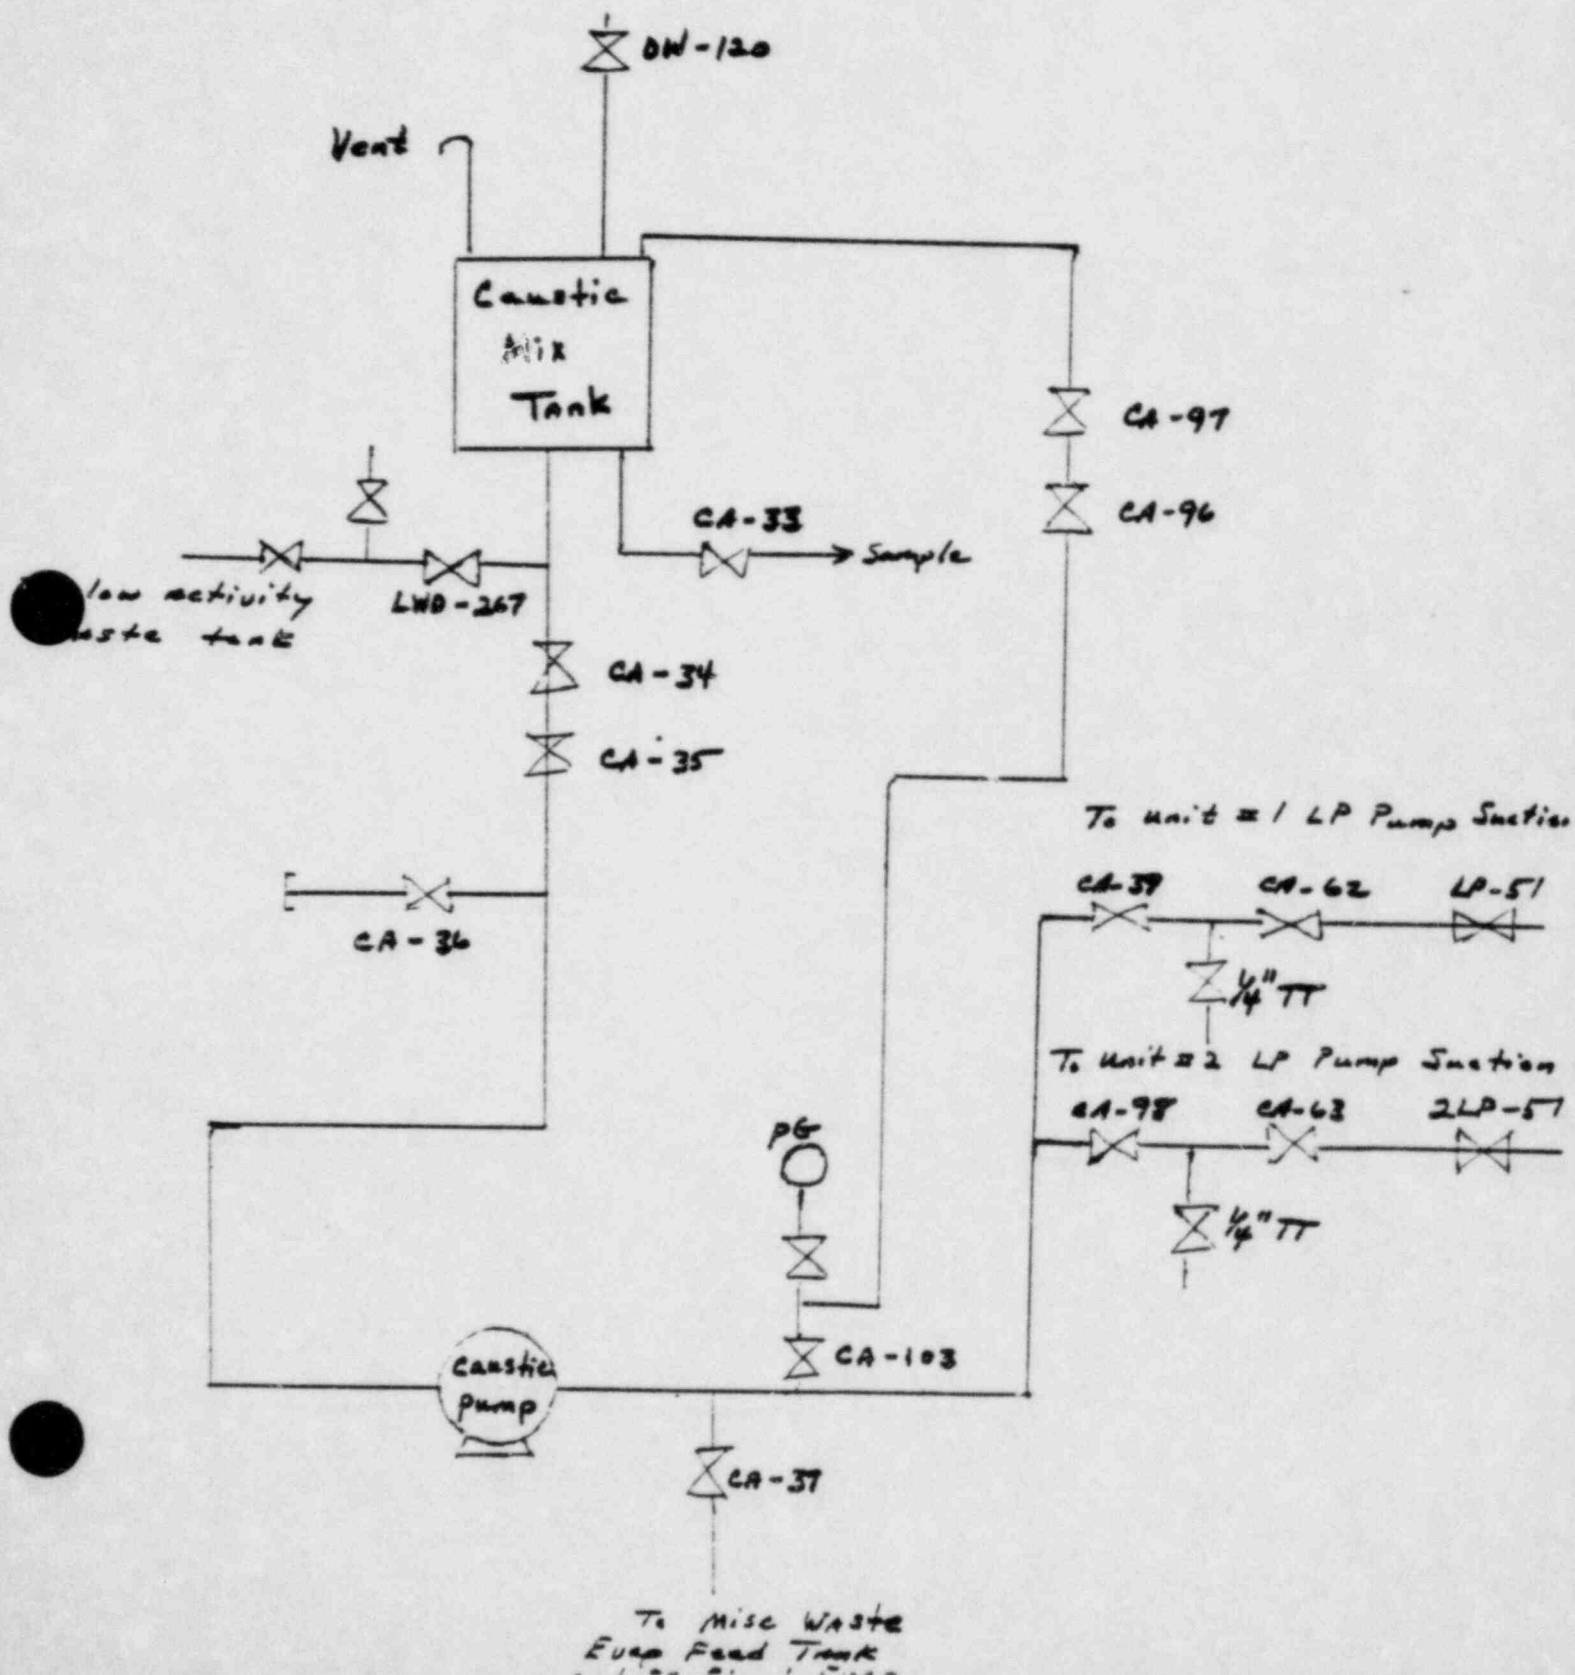 DW-120
Vent
Caustic
Mix
Tank
CA-97
CA-96
CA-33
Sample
low activity
tank
LWD-267
CA-34
CA-35
To unit #1 LP Pump Suction
CA-39 CA-62 LP-51
CA-36
1/4" TT
To unit #2 LP Pump Suction
CA-98 CA-63 2LP-51
PG
1/4" TT
CA-103
Caustic
Pump
CA-37
To Misc Waste
Evap Feed Tank